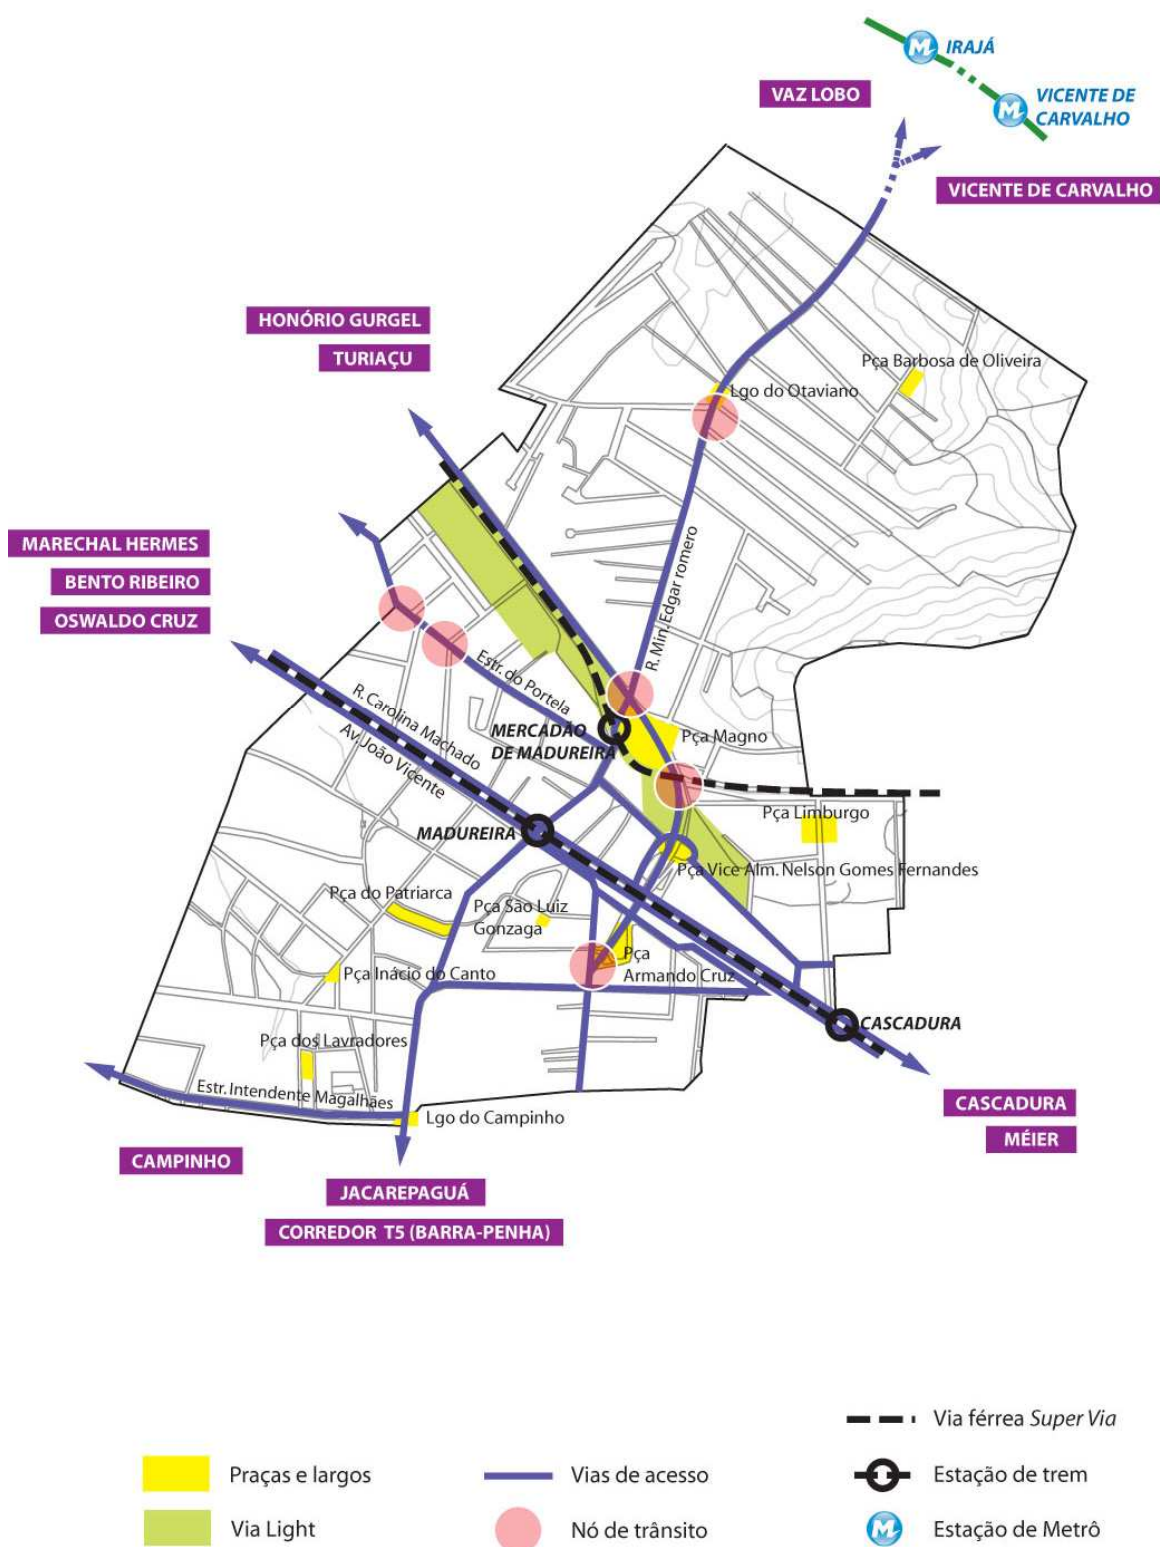 IRAJÁ
VAZ LOBO
VICENTE DE
CARVALHO
VICENTE DE CARVALHO
HONÓRIO GURGEL
TURIAÇU
Pça Barbosa de Oliveira
Lgo do Otaviano
MARECHAL HERMES
BENTO RIBEIRO
OSWALDO CRUZ
R. Min. Edgar romero
Estr. do Portela
R. Carolina Machado
Av. João Vicente
MERCADÃO
DE MADUREIRA
Pça Magno
Pça Limburgo
MADUREIRA
Pça Vice Alm. Nelson Gomes Fernandes
Pça do Patriarca
Pça São Luiz
Gonzaga
Pça
Armando Cruz
Pça Inácio do Canto
CASCADURA
Pça dos Lavradores
Estr. Intendente Magalhães
Lgo do Campinho
CASCADURA
MÉIER
CAMPINHO
JACAREPAGUÁ
CORREDOR T5 (BARRA-PENHA)
Via férrea Super Via
Praças e largos
Vias de acesso
Estação de trem
Via Light
Nó de trânsito
M
Estação de Metrô